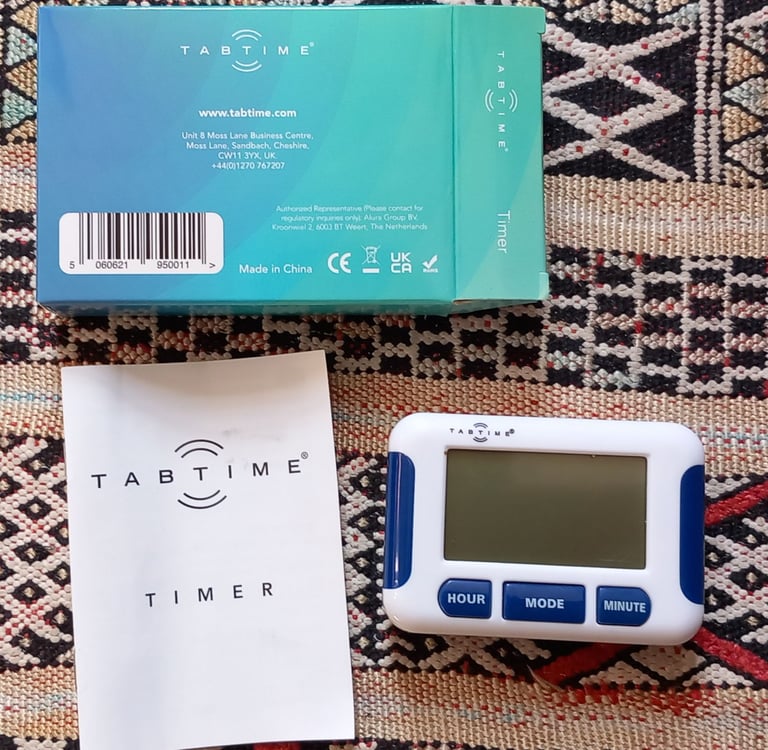 TABTIME®
www.tabtime.com
Unit 8 Moss Lane Business Centre,
Moss Lane, Sandbach, Cheshire,
CW11 3YX, UK
+44(0)1270 767207
Authorized Representative (Please contact for
regulatory inquiries only): Alura Group BV,
Kroonwiel 2, 6003 BT Weert, The Netherlands
5 060621 950011 >
Made in China
CE
UK
CA
RoHS
TABTIME®
Timer
TABTIME®
TIMER
TABTIME®
HOUR
MODE
MINUTE